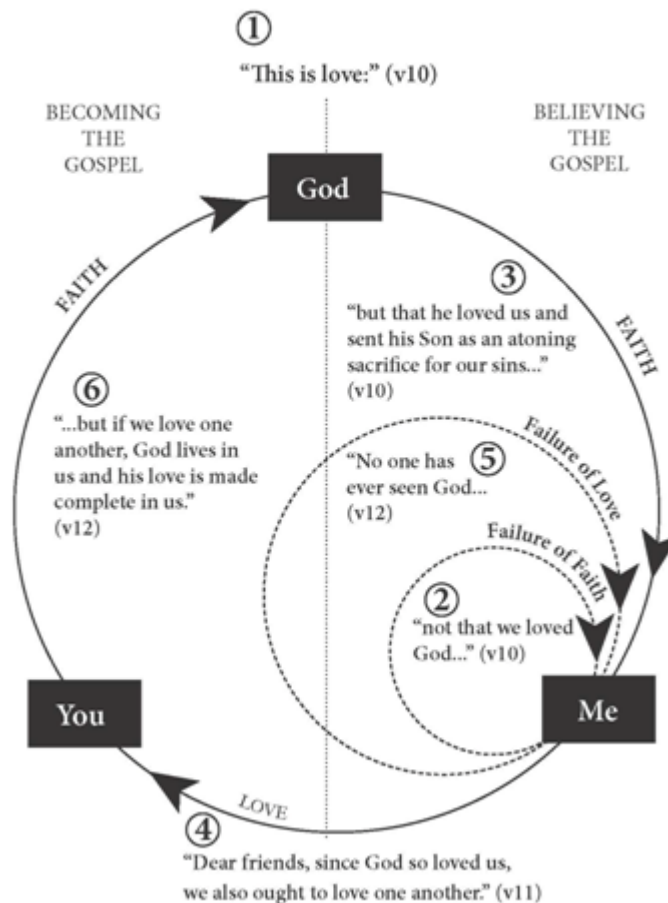 ①
“This is love:” (v10)
BECOMING
THE
GOSPEL
BELIEVING
THE
GOSPEL
God
FAITH
③
“but that he loved us and
sent his Son as an atoning
sacrifice for our sins...”
(v10)
FAITH
⑥
“...but if we love one
another, God lives in
us and his love is made
complete in us.”
(v12)
Failure of Love
“No one has
ever seen God...
(v12)
⑤
Failure of Faith
②
“not that we loved
God...” (v10)
You
Me
LOVE
④
“Dear friends, since God so loved us,
we also ought to love one another.” (v11)